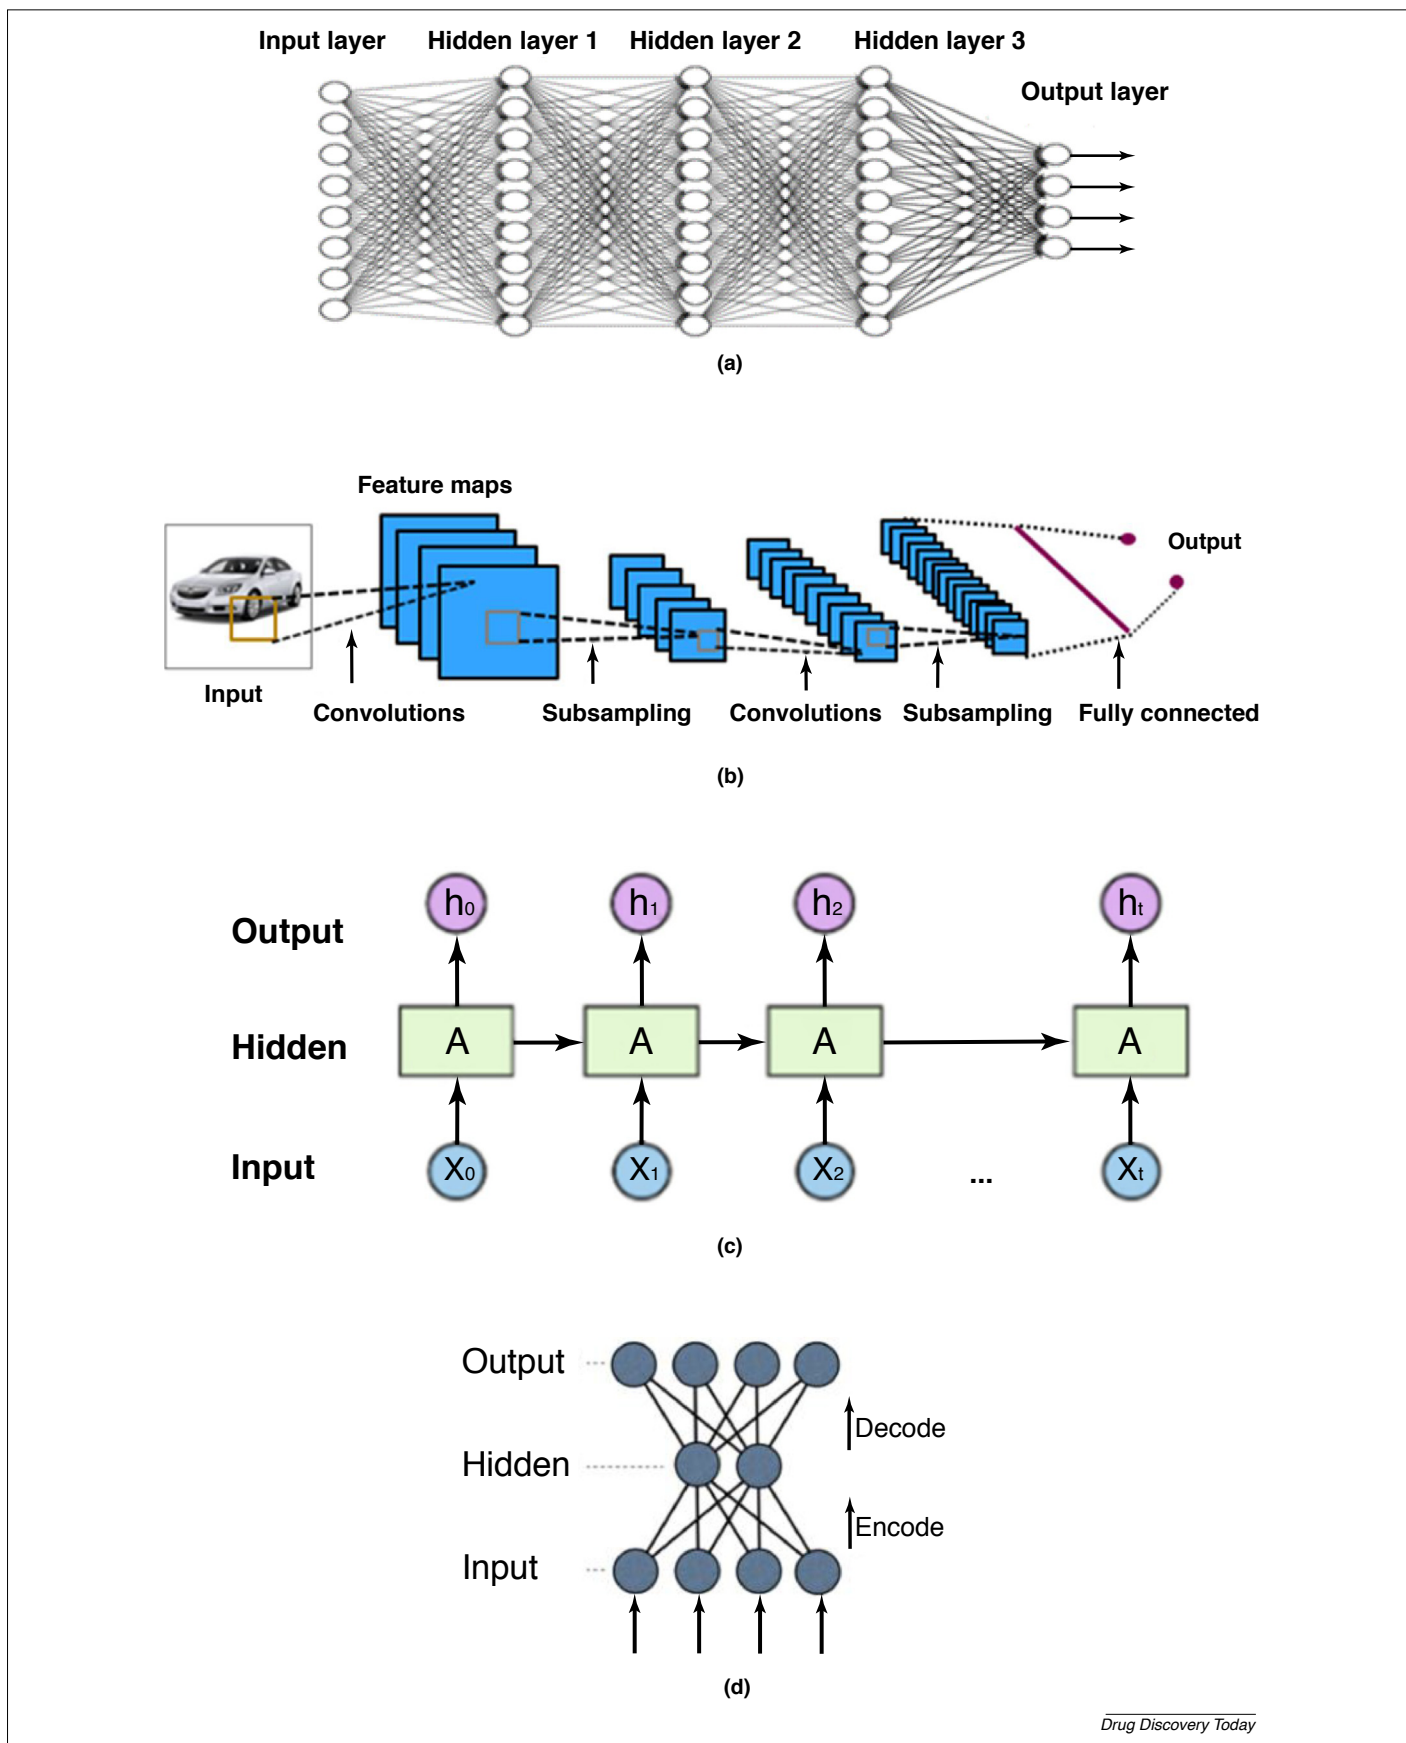 Input layer Hidden layer 1 Hidden layer 2 Hidden layer 3
Output layer
(a)
Feature maps
Output
Input
Convolutions Subsampling Convolutions Subsampling Fully connected
(b)
h0 h1 h2 ht
Output
Hidden A A A A
Input X0 X1 X2 ... Xt
(c)
Output
Decode
Hidden
Encode
Input
(d)
Drug Discovery Today